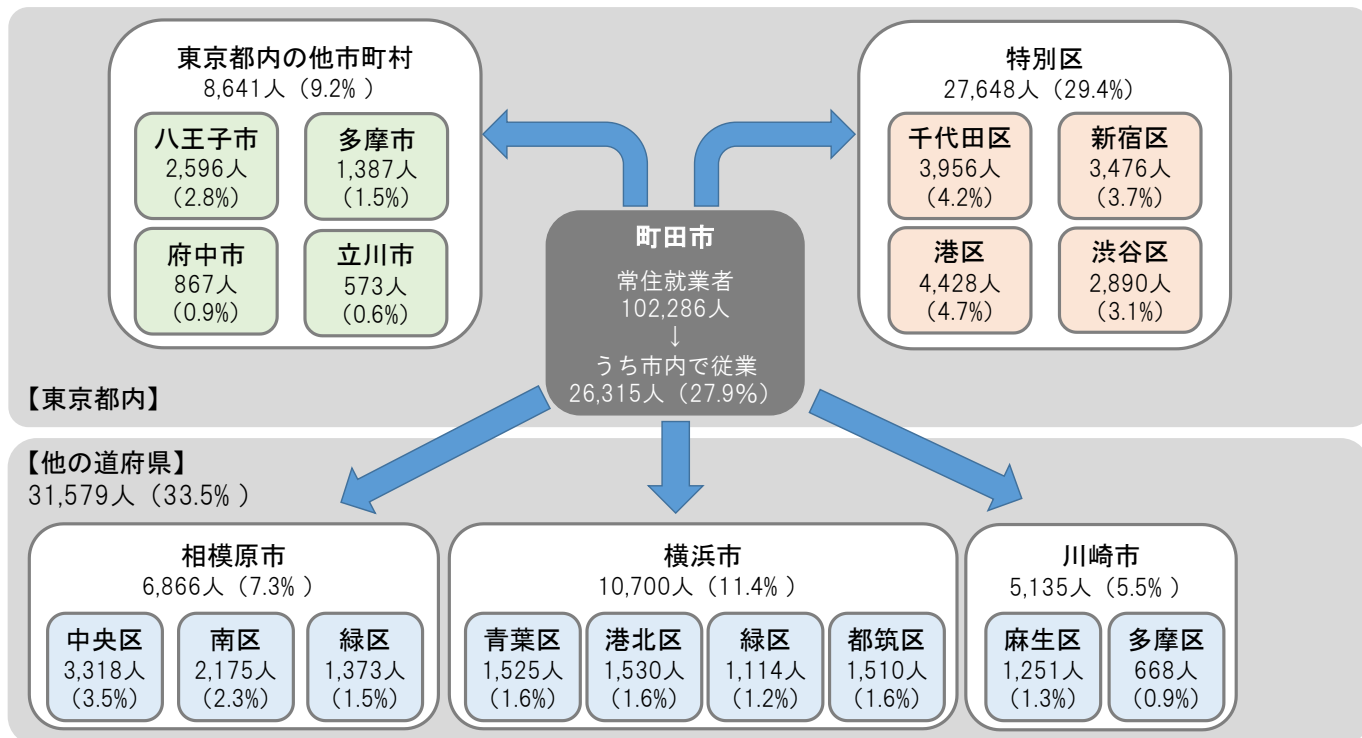 東京都内の他市町村
8,641人（9.2% ）
八王子市
2,596人
(2.8%)
多摩市
1,387人
(1.5%)
府中市
867人
(0.9%)
立川市
573人
(0.6%)
特別区
27,648人（29.4%）
千代田区
3,956人
(4.2%)
新宿区
3,476人
(3.7%)
港区
4,428人
(4.7%)
渋谷区
2,890人
(3.1%)
町田市
常住就業者
102,286人
↓
うち市内で従業
26,315人（27.9%）
【東京都内】
【他の道府県】
31,579人（33.5% ）
相模原市
6,866人（7.3% ）
中央区
3,318人
(3.5%)
南区
2,175人
(2.3%)
緑区
1,373人
(1.5%)
横浜市
10,700人（11.4% ）
青葉区
1,525人
(1.6%)
港北区
1,530人
(1.6%)
緑区
1,114人
(1.2%)
都筑区
1,510人
(1.6%)
川崎市
5,135人（5.5% ）
麻生区
1,251人
(1.3%)
多摩区
668人
(0.9%)